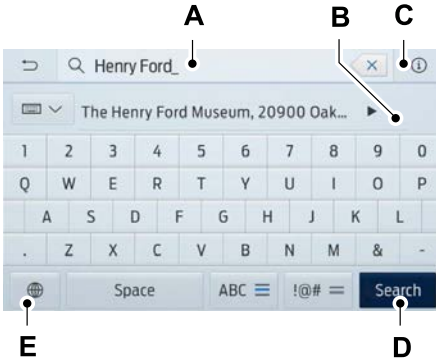 A
B
C
Henry Ford_
The Henry Ford Museum, 20900 Oak...
1 2 3 4 5 6 7 8 9 0
Q W E R T Y U I O P
A S D F G H J K L
. Z X C V B N M & -
Space ABC !@# Search
E
D